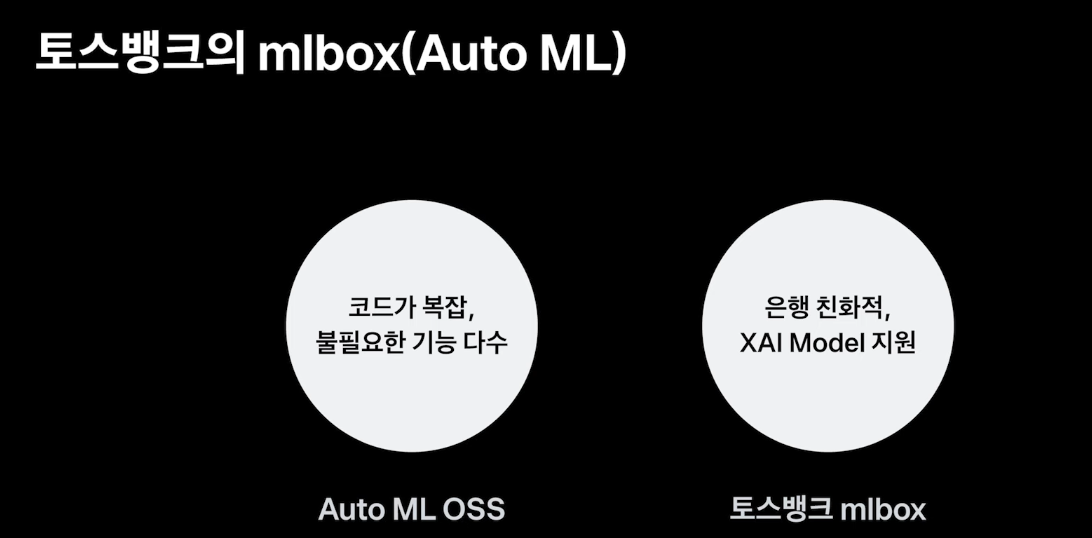 토스뱅크의 mlbox(Auto ML)
코드가 복잡,
불필요한 기능 다수
은행 친화적,
XAI Model 지원
Auto ML OSS
토스뱅크 mlbox